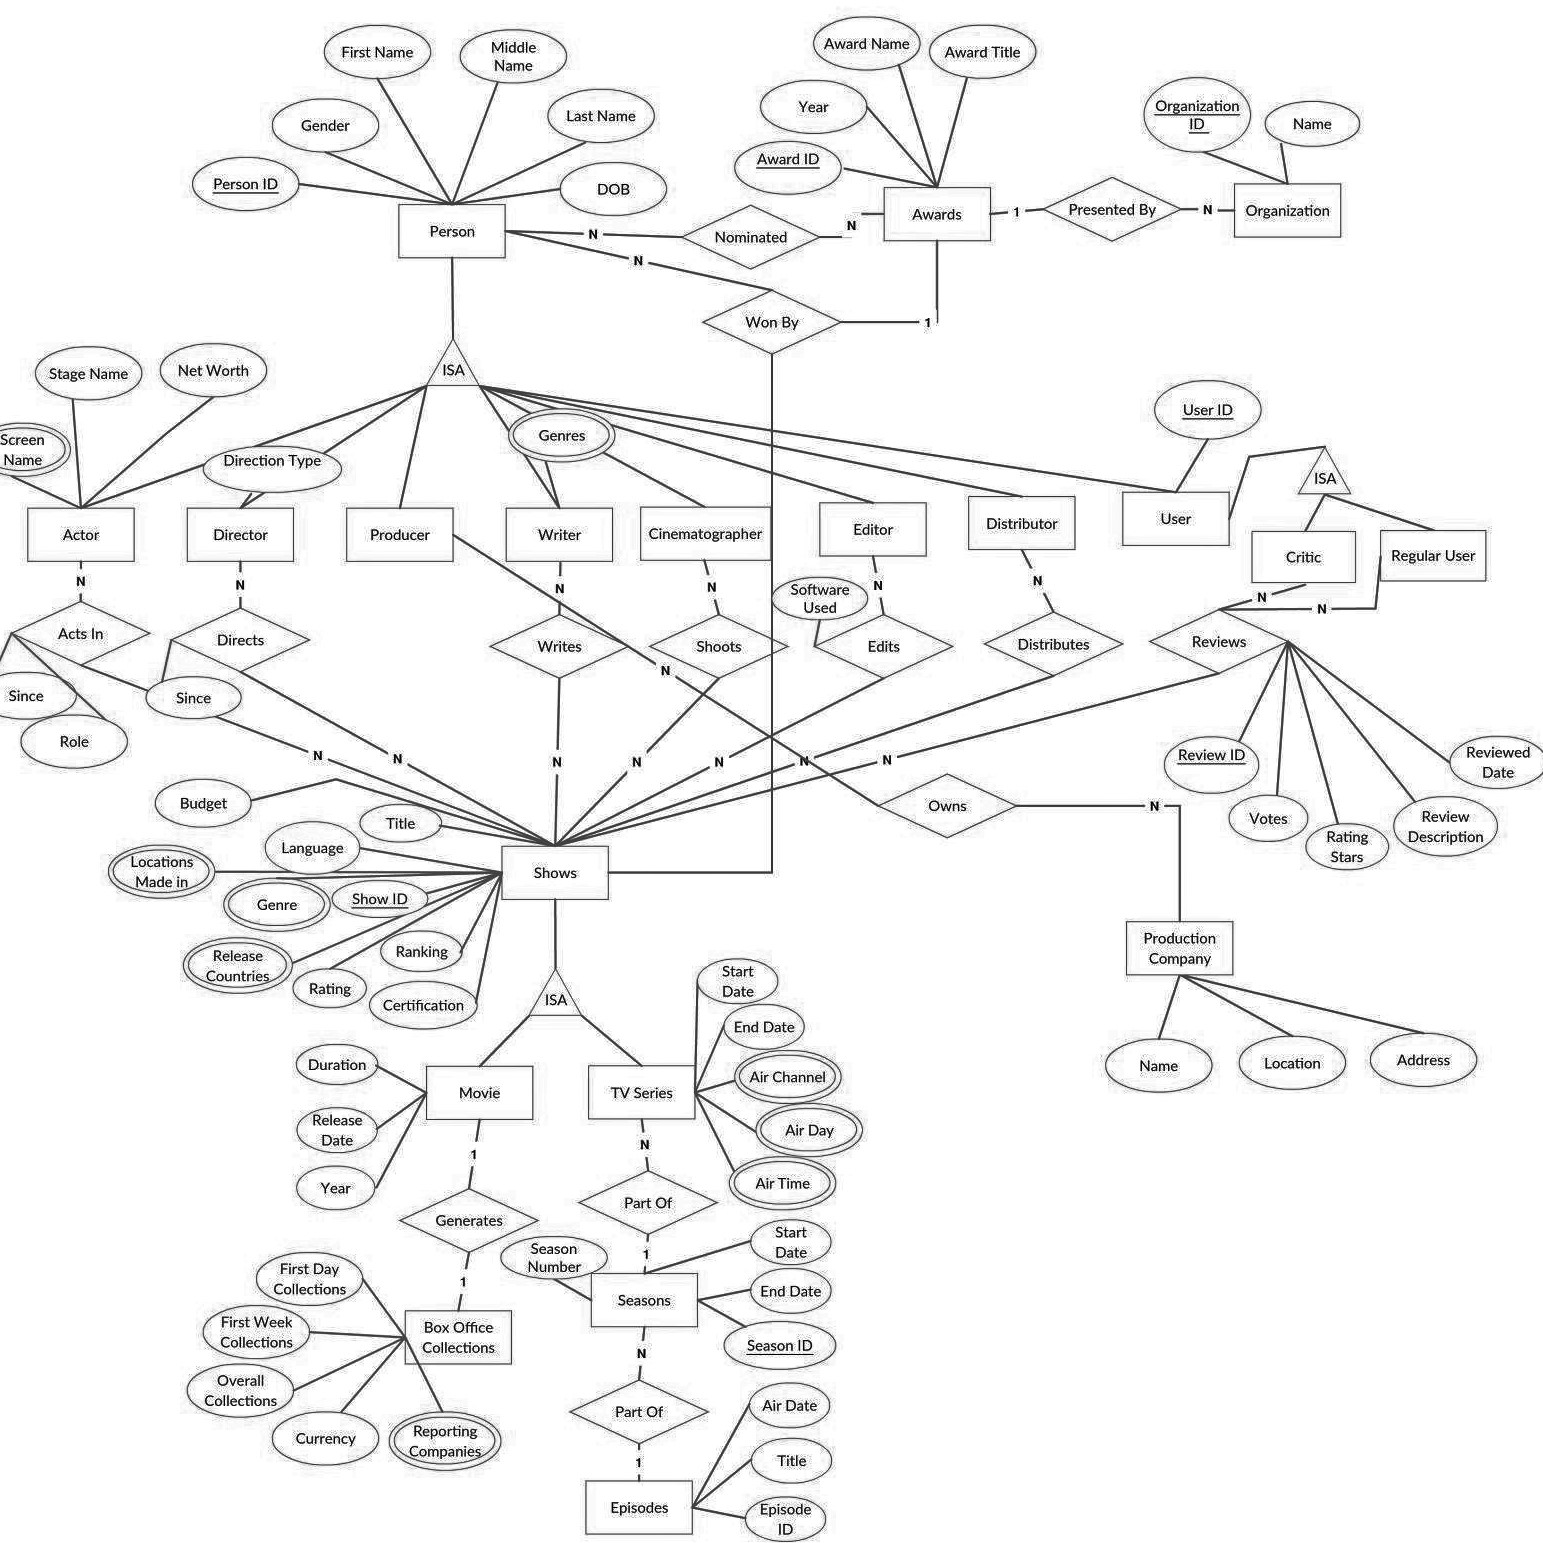 First Name
Middle
Name
Gender
Last Name
Person ID
DOB
Person
Award Name
Award Title
Year
Award ID
Awards
Organization
ID
Name
Organization
1
Presented By
N
N
Nominated
N
N
Won By
1
ISA
Stage Name
Net Worth
Screen
Name
Direction Type
Genres
User ID
ISA
Actor
Director
Producer
Writer
Cinematographer
Editor
Distributor
User
Critic
Regular User
N
N
N
N
N
N
N
N
Software
Used
Acts In
Directs
Writes
Shoots
Edits
Distributes
Reviews
Since
Since
Role
N
N
N
N
N
N
N
N
Review ID
Votes
Rating
Stars
Review
Description
Reviewed
Date
Owns
N
Budget
Title
Language
Locations
Made in
Genre
Show ID
Release
Countries
Rating
Ranking
Certification
Shows
ISA
Production
Company
Name
Location
Address
Duration
Release
Date
Year
Movie
TV Series
Start
Date
End Date
Air Channel
Air Day
Air Time
1
Generates
1
N
Part Of
1
First Day
Collections
First Week
Collections
Overall
Collections
Currency
Reporting
Companies
Box Office
Collections
Season
Number
Seasons
Start
Date
End Date
Season ID
N
Part Of
1
Episodes
Air Date
Title
Episode
ID